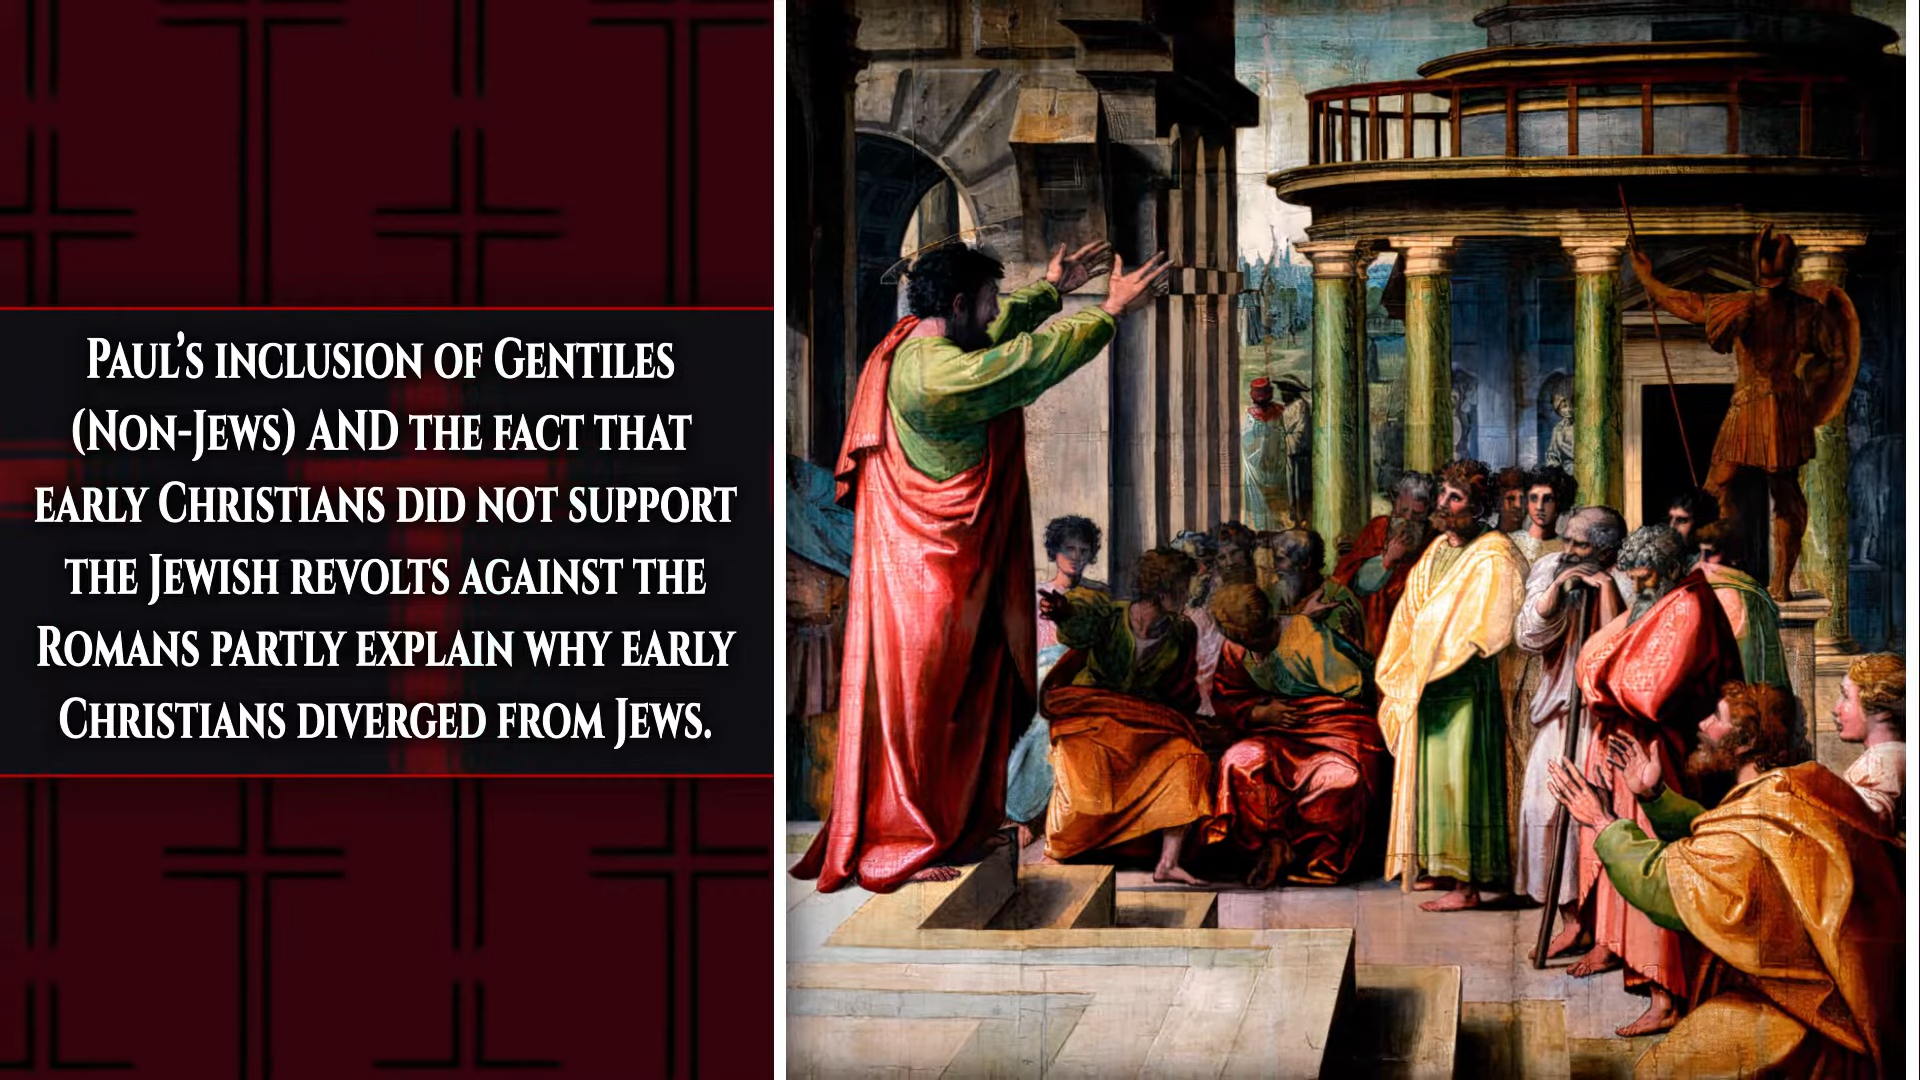 Paul's inclusion of Gentiles
(Non-Jews) AND the fact that
early Christians did not support
the Jewish revolts against the
Romans partly explain why early
Christians diverged from Jews.